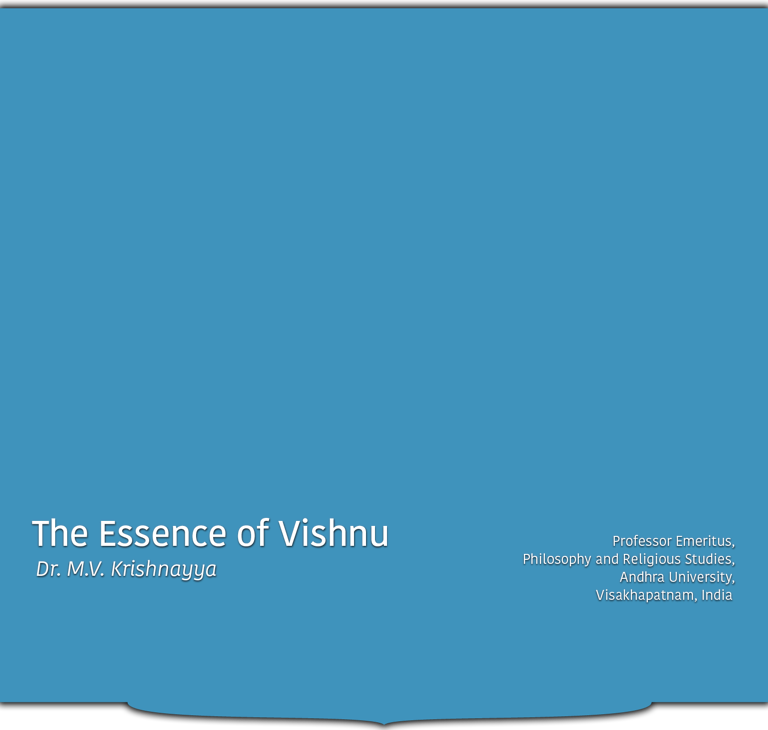 The Essence of Vishnu
Dr. M.V. Krishnayya
Professor Emeritus,
Philosophy and Religious Studies,
Andhra University,
Visakhapatnam, India